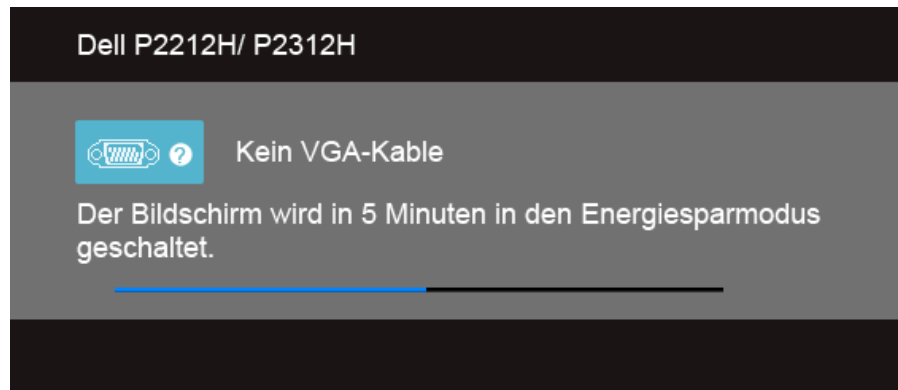 Dell P2212H/ P2312H
Kein VGA-Kable
Der Bildschirm wird in 5 Minuten in den Energiesparmodus
geschaltet.